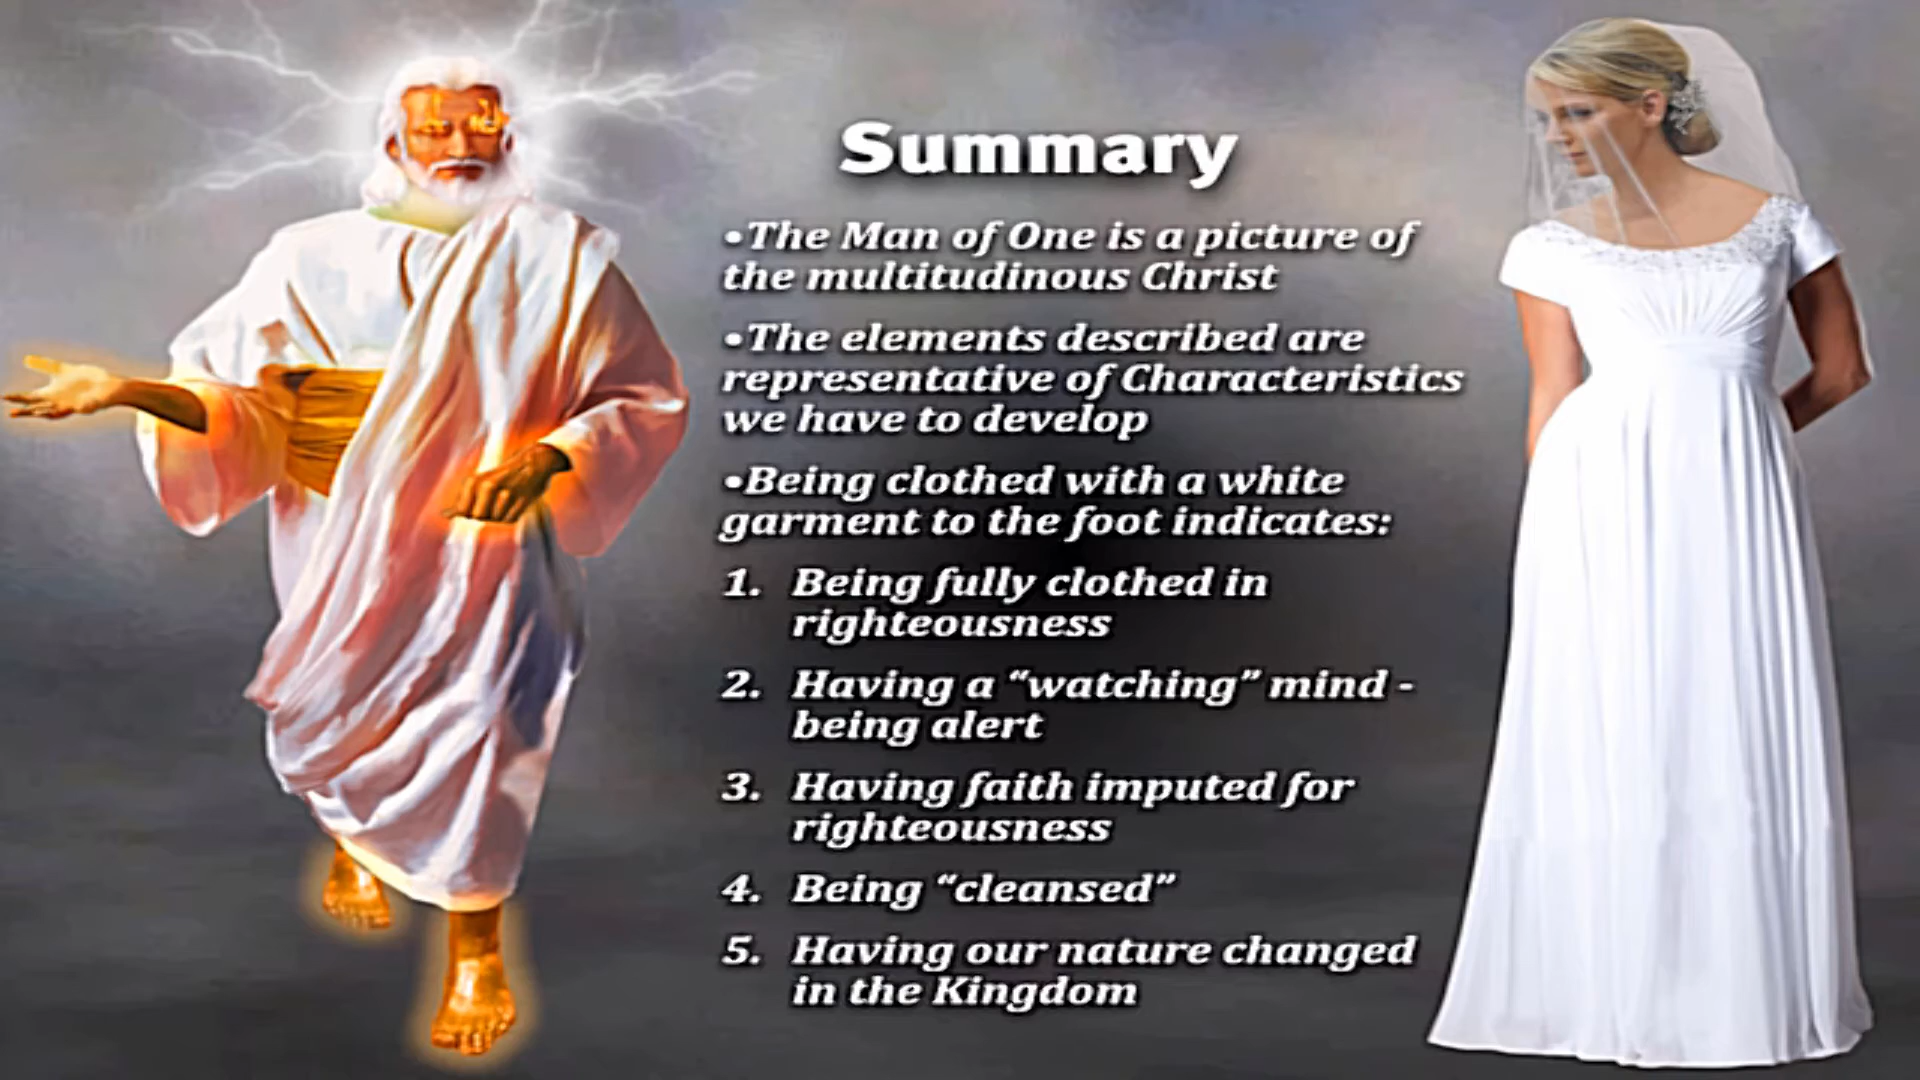 Summary
•The Man of One is a picture of
the multitudinous Christ
•The elements described are
representative of Characteristics
we have to develop
•Being clothed with a white
garment to the foot indicates:
1. Being fully clothed in
righteousness
2. Having a “watching” mind -
being alert
3. Having faith imputed for
righteousness
4. Being “cleansed”
5. Having our nature changed
in the Kingdom